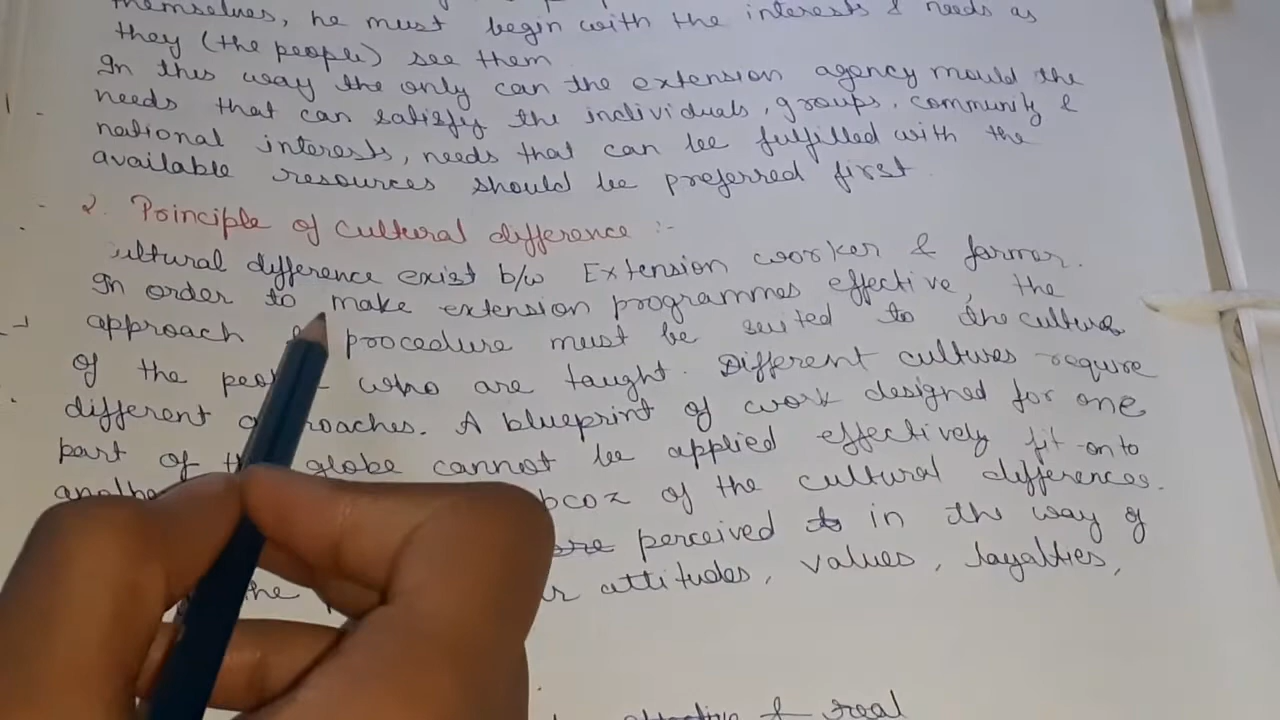 themselves, he must begin with the interests & needs as
they (the people) see them
In this way the only can the extension agency mould the
needs that can satisfy the individuals, groups, community &
national interests, needs that can be fulfilled with the
available resources should be preferred first.
2. Poinciple of cultural difference :-
ultural difference exist b/w Extension worker & farmer.
In order to make extension programmes effective, the
approach & procedure must be suited to the culture
of the peo who are taught. Different cultures require
different roaches. A blueprint of work designed for one
part of th globe cannot be applied effectively fit onto
anothe bcoz of the cultural differences.
perceived in the way of
the attitudes, values, loyalties,
& real